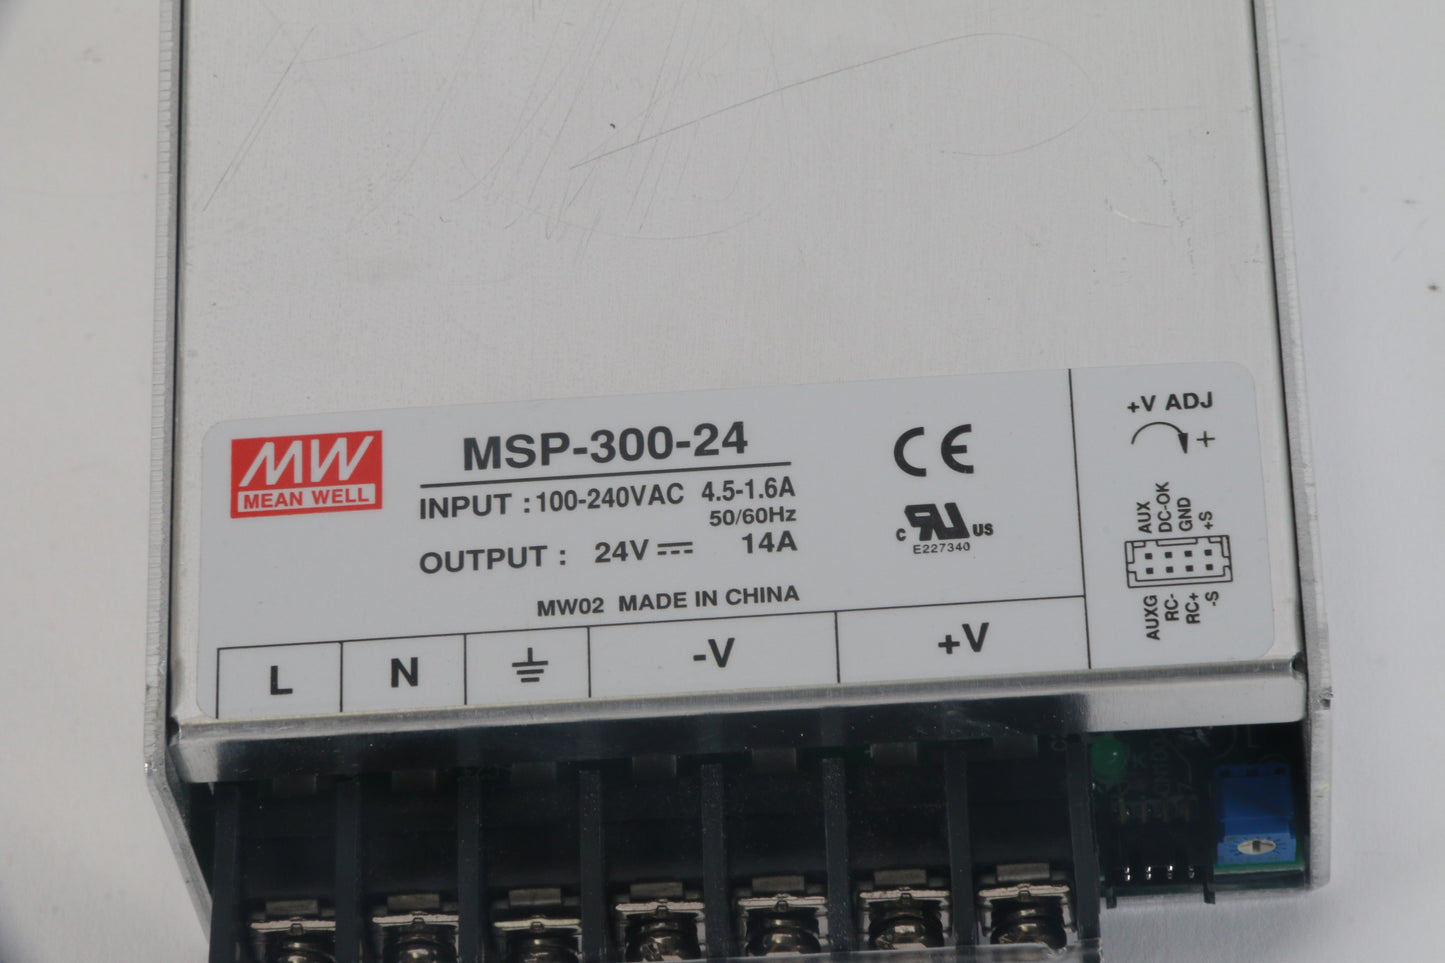 MW
MEAN WELL
MSP-300-24
INPUT : 100-240VAC 4.5-1.6A
50/60Hz
OUTPUT : 24V 14A
MW02 MADE IN CHINA
CE
c RU US
E227340
+V ADJ
+
AUX
DC-OK
GND
+S
AUXG
RC-
RC+
-S
L
N
-V
+V